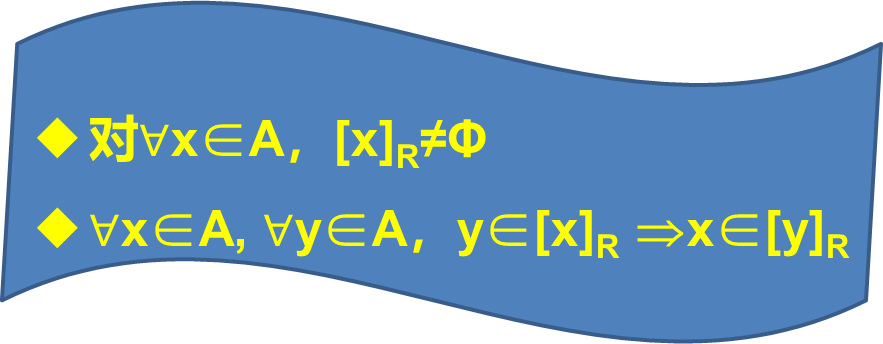 ◆ 对∀x∈A，[x]R≠Φ
◆ ∀x∈A, ∀y∈A，y∈[x]R ⇒x∈[y]R